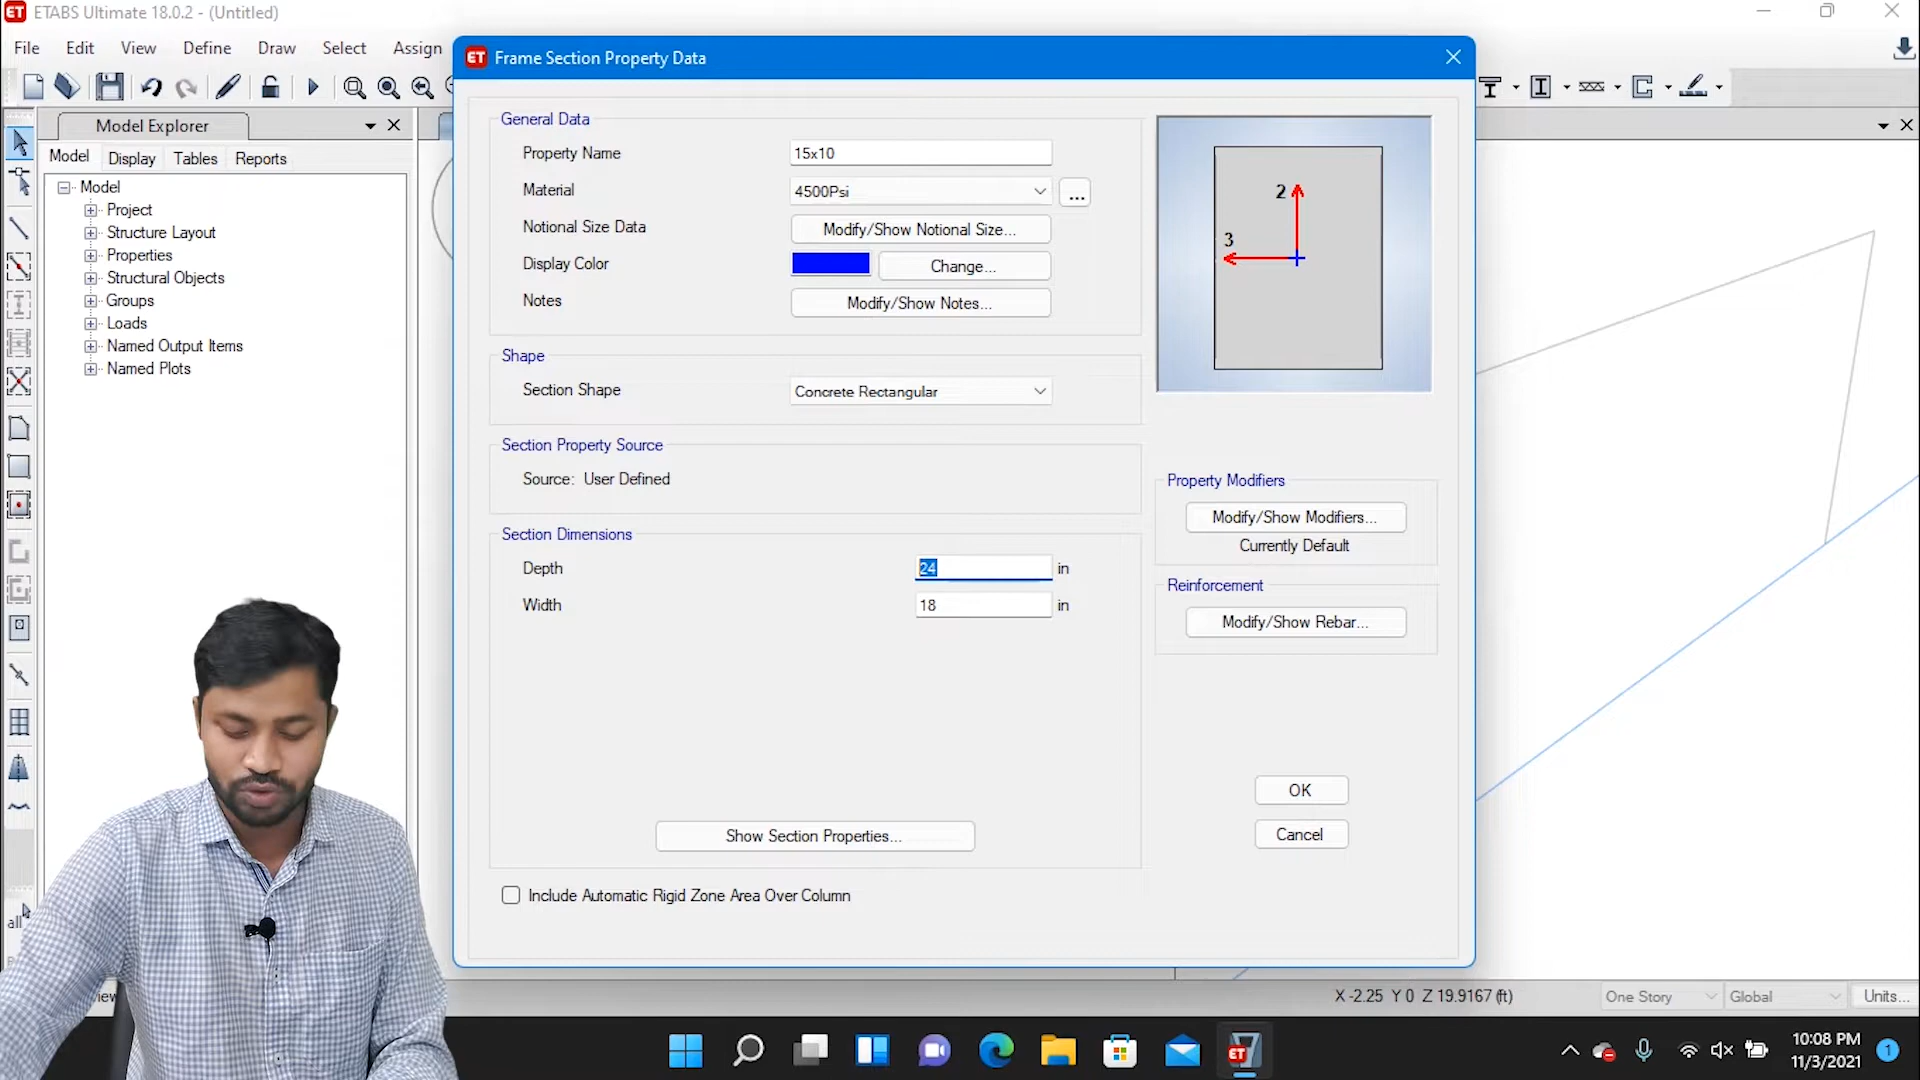 ETABS Ultimate 18.0.2 - (Untitled)
File Edit View Define Draw Select Assign
Frame Section Property Data
Model Explorer
Model Display Tables Reports
Model
Project
Structure Layout
Properties
Structural Objects
Groups
Loads
Named Output Items
Named Plots
General Data
Property Name 15x10
Material 4500Psi ...
Notional Size Data Modify/Show Notional Size...
Display Color Change...
Notes Modify/Show Notes...
2
3
Shape
Section Shape Concrete Rectangular
Section Property Source
Source: User Defined
Section Dimensions
Depth 24 in
Width 18 in
Show Section Properties...
Include Automatic Rigid Zone Area Over Column
Property Modifiers
Modify/Show Modifiers...
Currently Default
Reinforcement
Modify/Show Rebar...
OK
Cancel
all
X -2.25 Y 0 Z 19.9167 (ft)
One Story Global Units...
ET
10:08 PM
11/3/2021
1